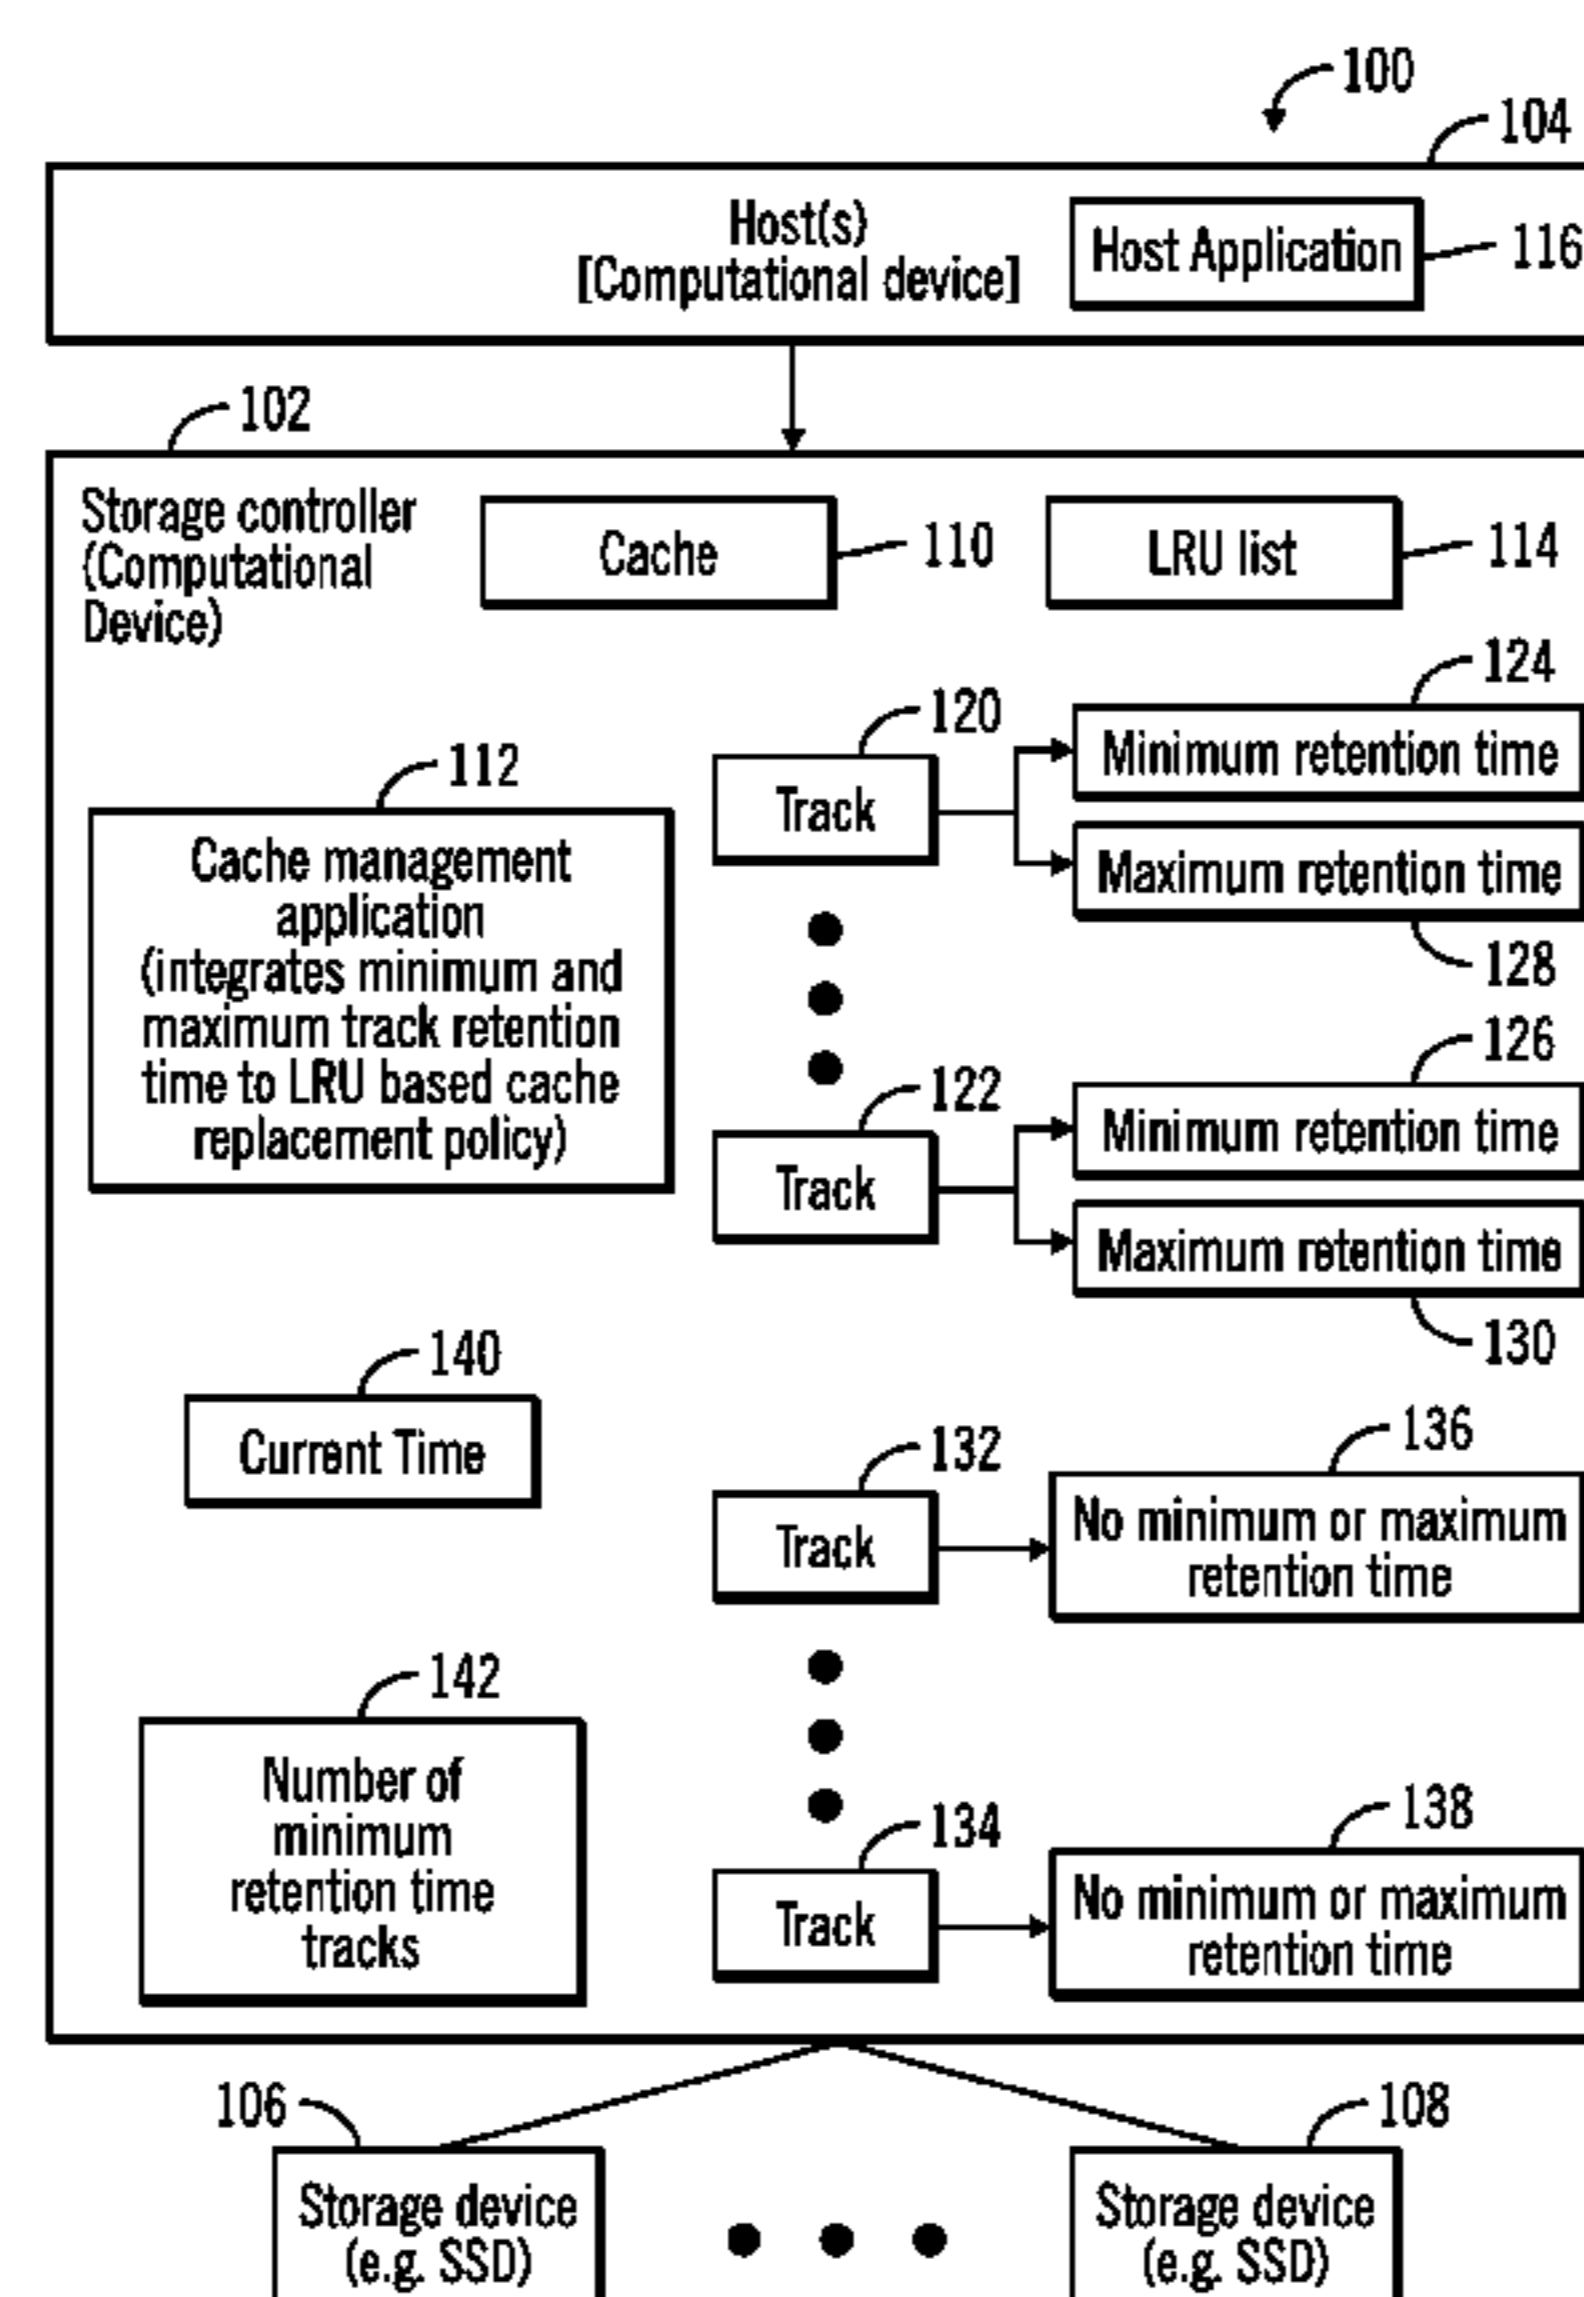 100
104
Host(s)
[Computational device]
Host Application
116
102
Storage controller
(Computational
Device)
Cache
110
LRU list
114
124
120
Minimum retention time
Track
112
Maximum retention time
128
Cache management
application
(integrates minimum and
maximum track retention
time to LRU based cache
replacement policy)
126
122
Minimum retention time
Track
Maximum retention time
130
140
Current Time
132
136
Track
No minimum or maximum
retention time
142
Number of
minimum
retention time
tracks
134
138
Track
No minimum or maximum
retention time
106
108
Storage device
(e.g. SSD)
Storage device
(e.g. SSD)